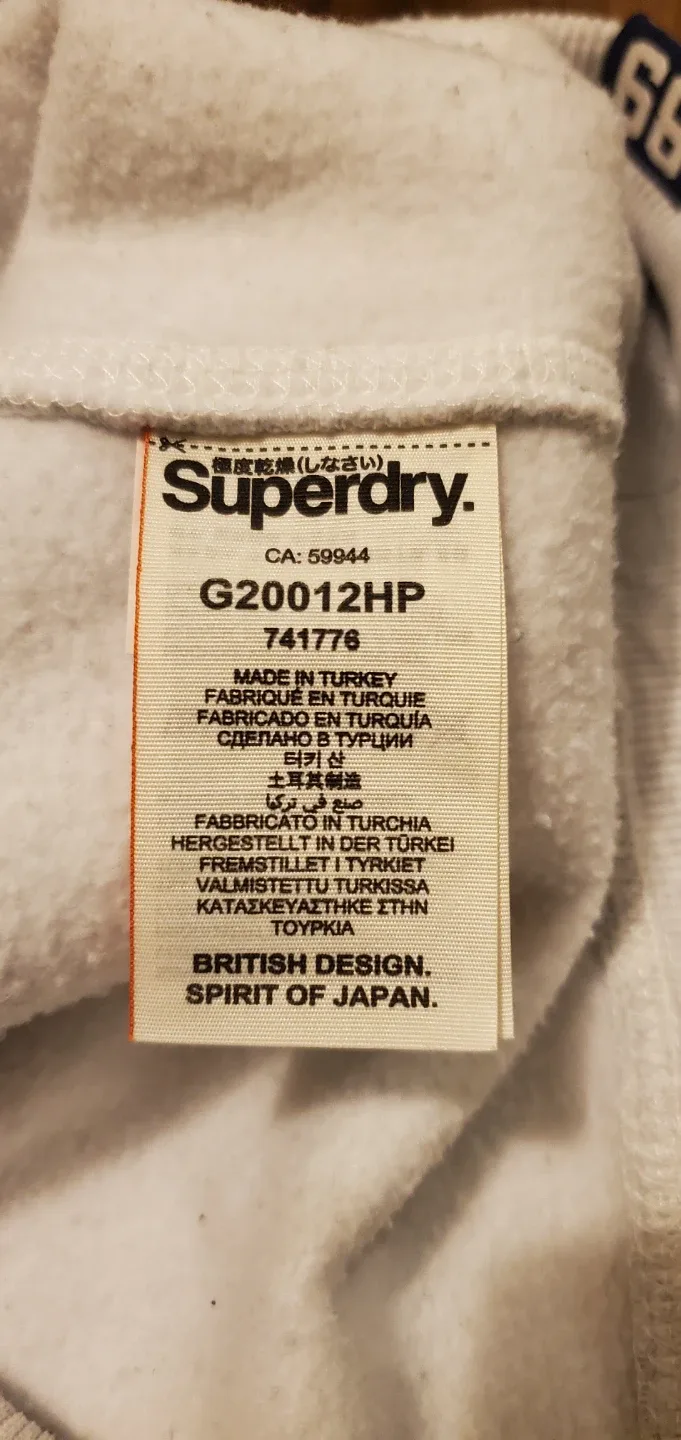 66
極度乾燥(しなさい)
Superdry.
CA: 59944
G20012HP
741776
MADE IN TURKEY
FABRIQUÉ EN TURQUIE
FABRICADO EN TURQUÍA
СДЕЛАНО В ТУРЦИИ
터키 산
土耳其制造
صنع في تركيا
FABBRICATO IN TURCHIA
HERGESTELLT IN DER TÜRKEI
FREMSTILLET I TYRKIET
VALMISTETTU TURKISSA
ΚΑΤΑΣΚΕΥΑΣΤΗΚΕ ΣΤΗΝ
ΤΟΥΡΚΙΑ
BRITISH DESIGN.
SPIRIT OF JAPAN.